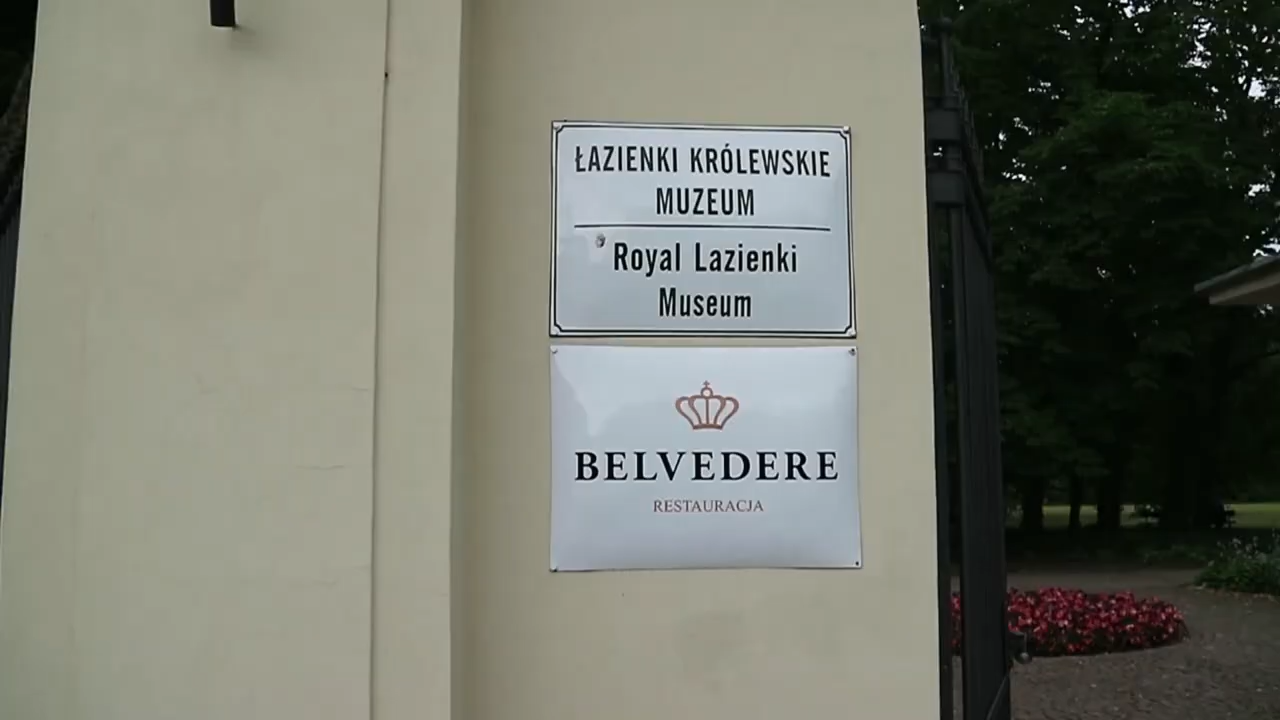 ŁAZIENKI KRÓLEWSKIE
MUZEUM
Royal Lazienki
Museum
BELVEDERE
RESTAURACJA